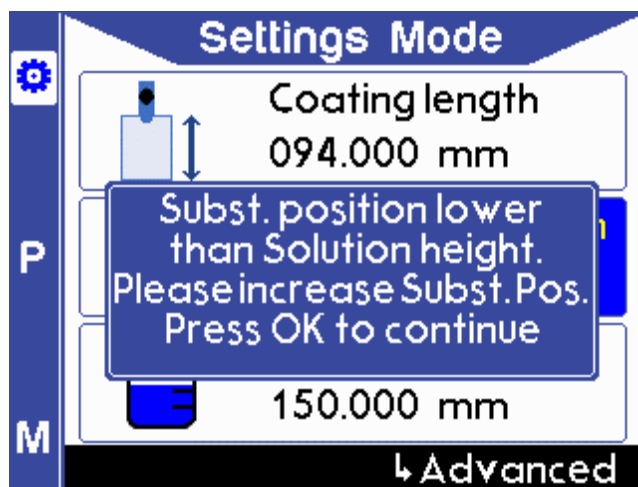 Settings Mode
Coating length
094.000 mm
Subst. position lower
than Solution height.
Please increase Subst. Pos.
Press OK to continue
P
150.000 mm
M
↳ Advanced